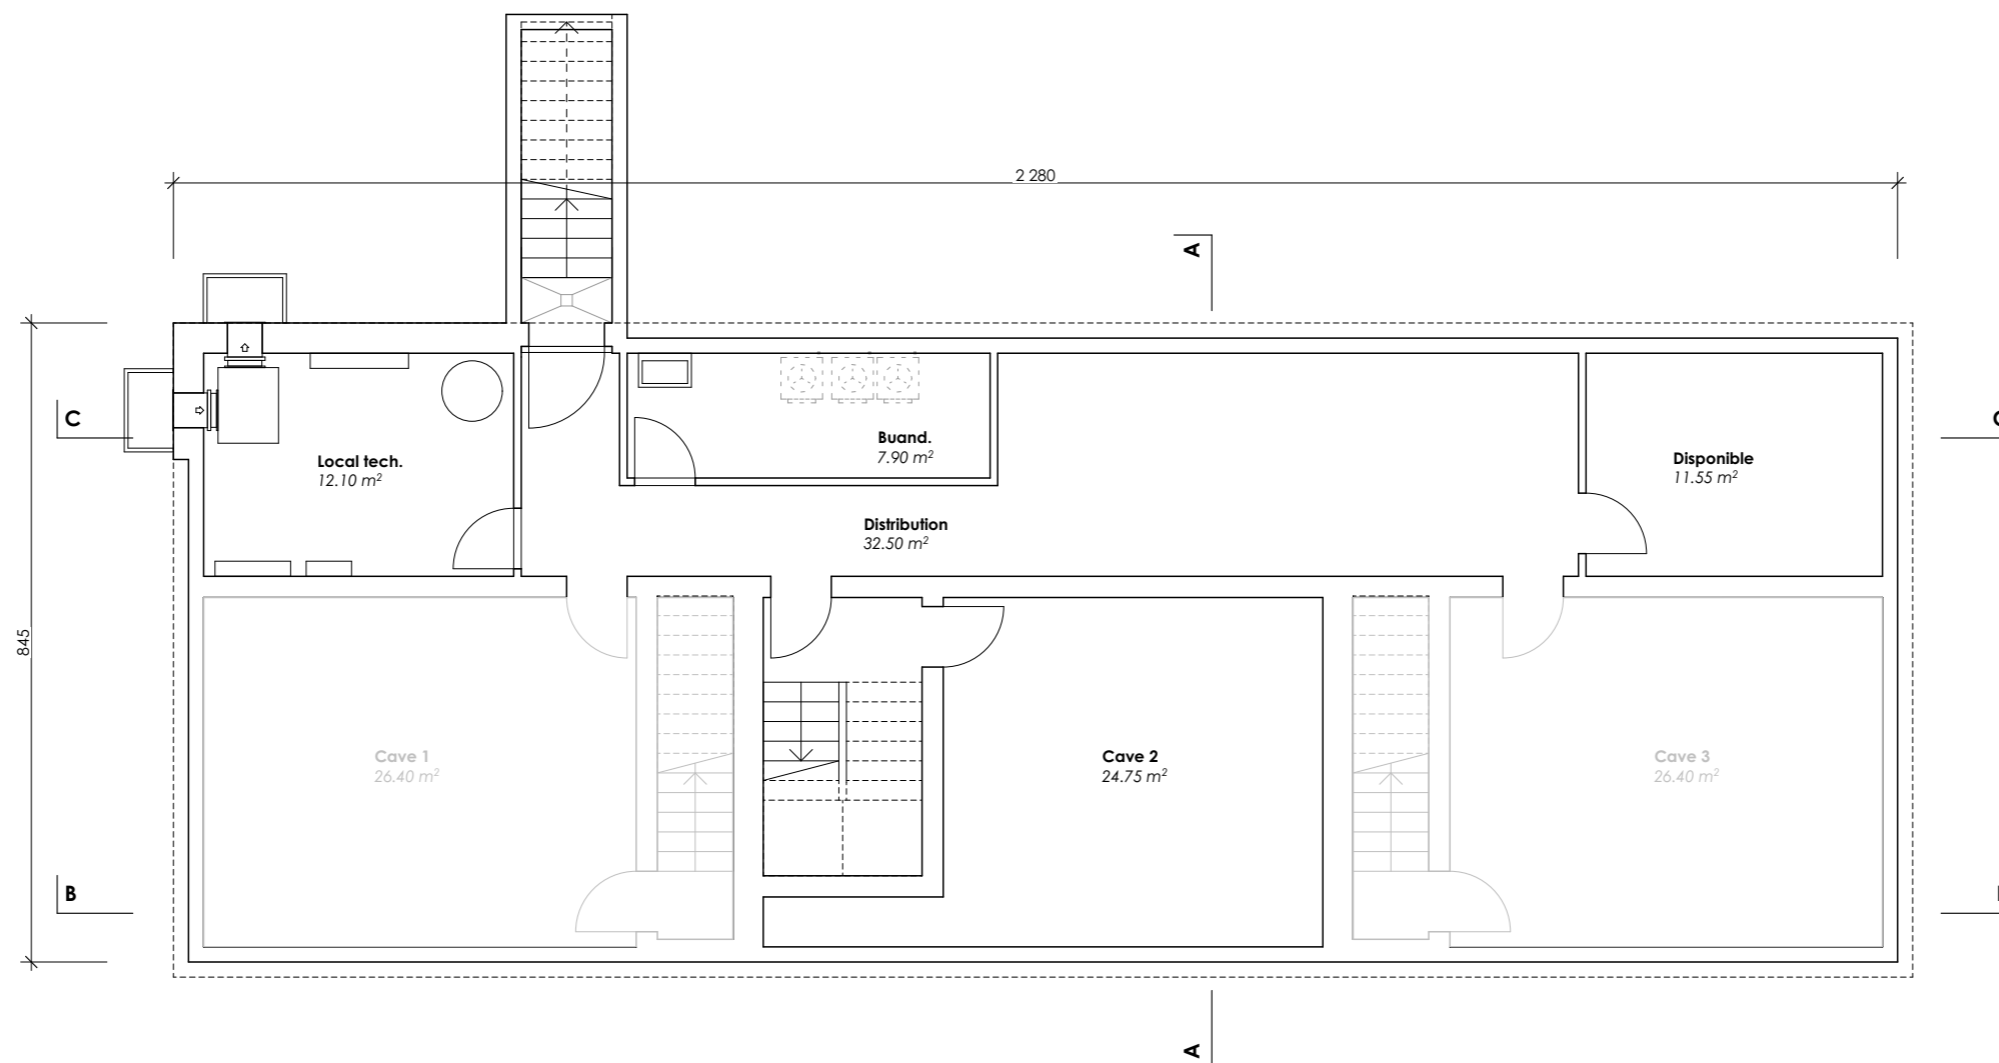 2 280
A
C
C
Local tech.
12.10 m²
Buand.
7.90 m²
Disponible
11.55 m²
Distribution
32.50 m²
845
Cave 1
26.40 m²
Cave 2
24.75 m²
Cave 3
26.40 m²
B
A